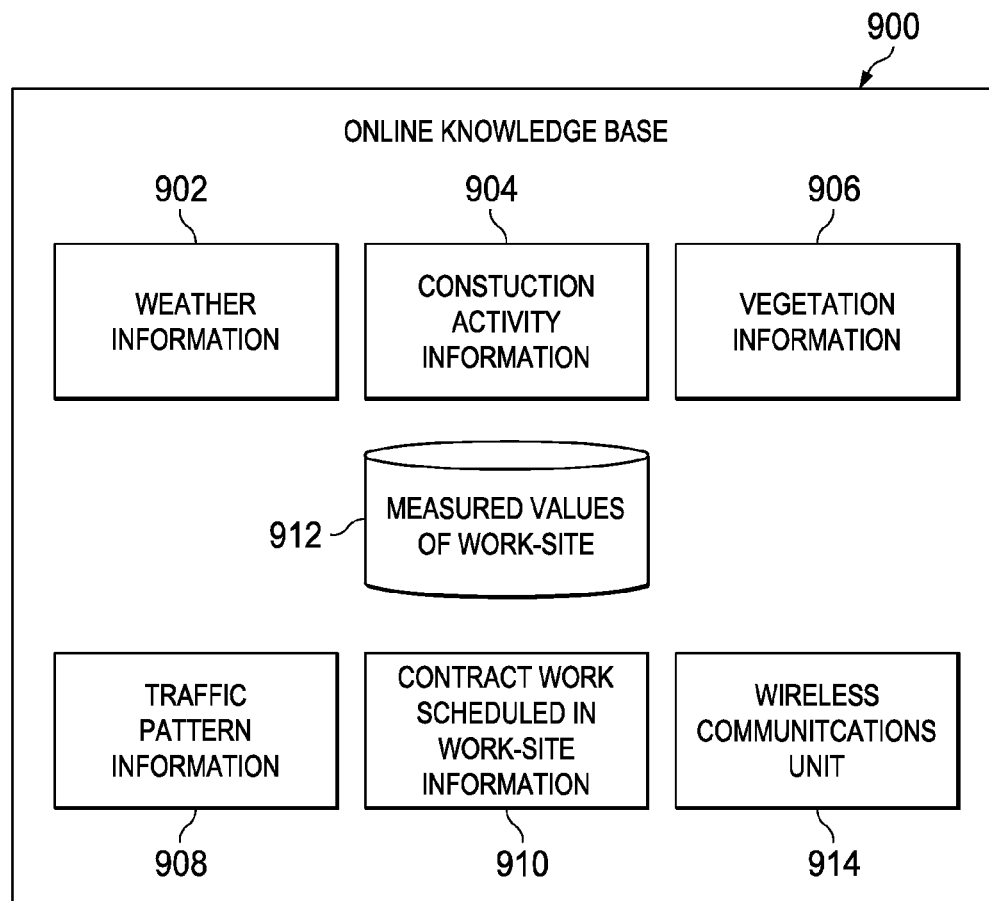 900
ONLINE KNOWLEDGE BASE
902
904
906
WEATHER
INFORMATION
CONSTUCTION
ACTIVITY
INFORMATION
VEGETATION
INFORMATION
912
MEASURED VALUES
OF WORK-SITE
TRAFFIC
PATTERN
INFORMATION
CONTRACT WORK
SCHEDULED IN
WORK-SITE
INFORMATION
WIRELESS
COMMUNITCATIONS
UNIT
908
910
914